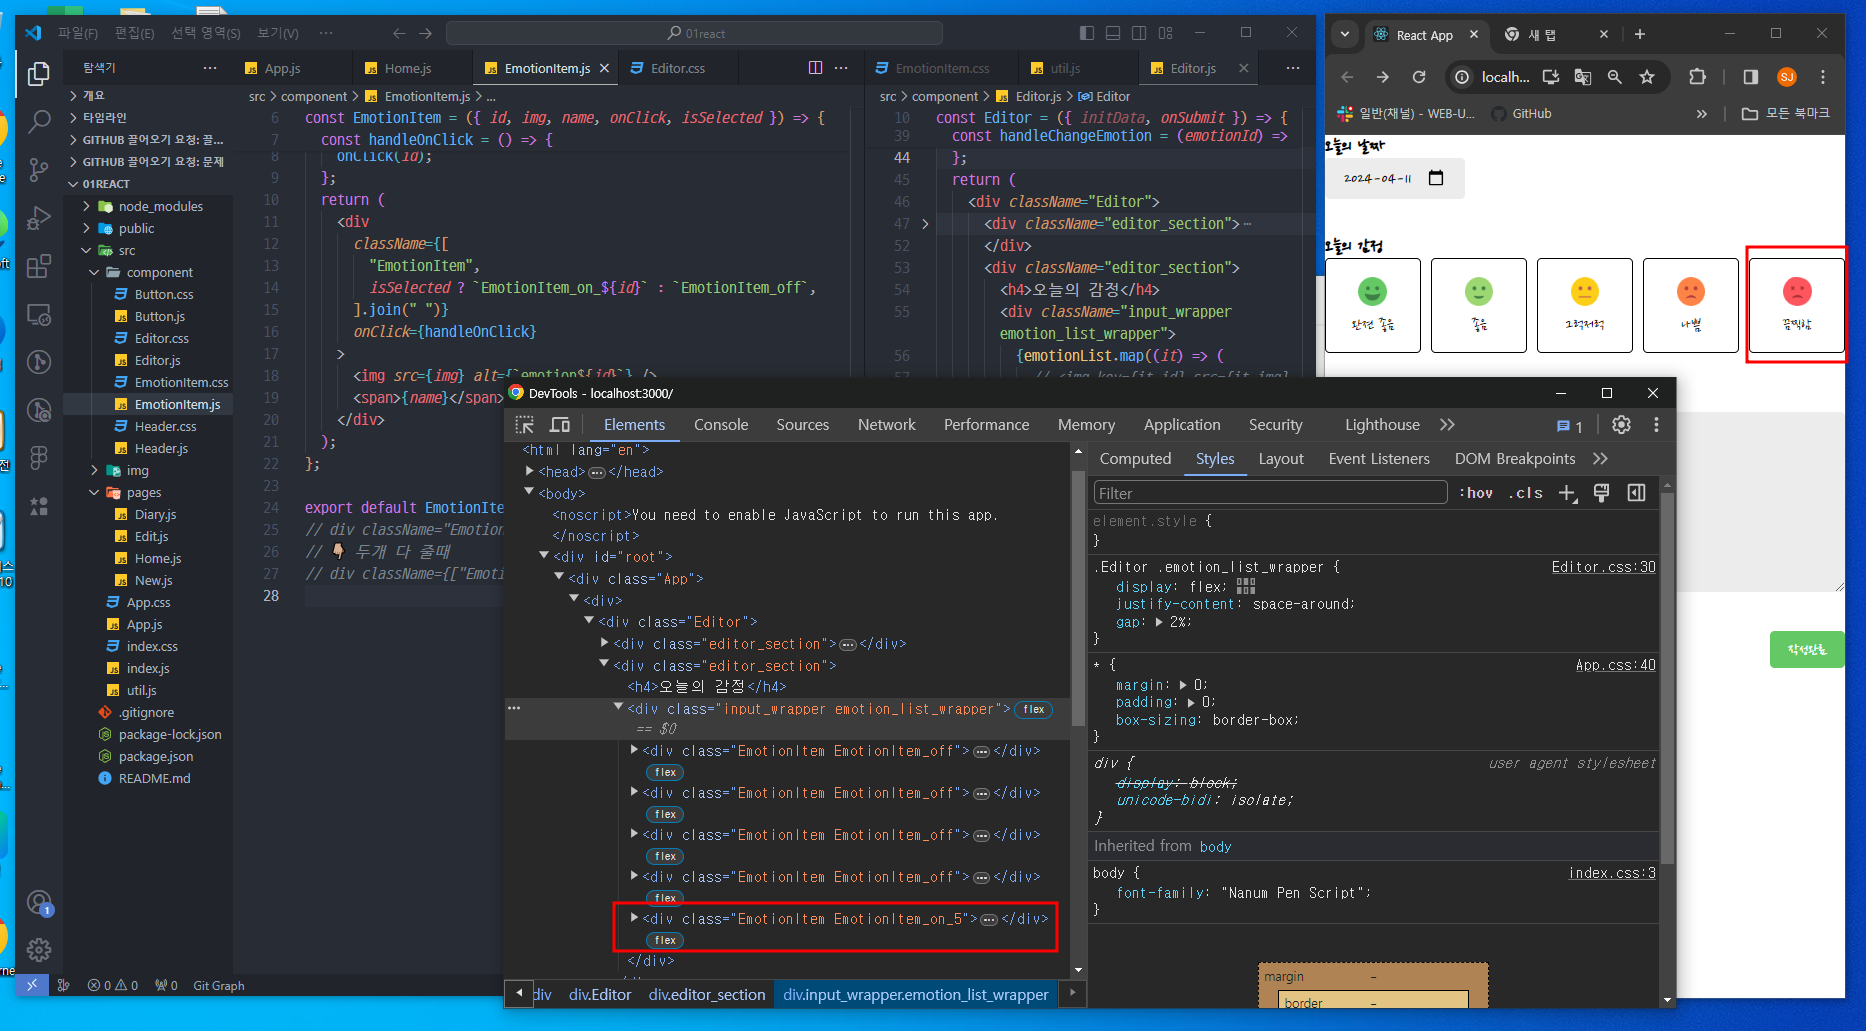 파일(F) 편집(E) 선택 영역(S) 보기(V) ···
01react
탐색기
개요
타임라인
GITHUB 끌어오기 요청: 끌...
GITHUB 끌어오기 요청: 문제
01REACT
node_modules
public
src
component
Button.css
Button.js
Editor.css
Editor.js
EmotionItem.css
EmotionItem.js
Header.css
Header.js
img
pages
Diary.js
Edit.js
Home.js
New.js
App.css
App.js
index.css
index.js
util.js
.gitignore
package-lock.json
package.json
README.md
1
0 0 0 Git Graph
App.js Home.js EmotionItem.js Editor.css
src > component > EmotionItem.js > ...
6 const EmotionItem = ({ id, img, name, onClick, isSelected }) => {
7 const handleOnClick = () => {
8 onClick(id);
9 };
10 return (
11 <div
12 className={[
13 "EmotionItem",
14 isSelected ? `EmotionItem_on_${id}` : `EmotionItem_off`,
15 ].join(" ")}
16 onClick={handleOnClick}
17 >
18 <img src={img} alt={`emotion${id}`} />
19 <span>{name}</span>
20 </div>
21 );
22 };
23
24 export default EmotionIte
25 // div className="Emotion
26 // 👇 두개 다 줄때
27 // div className={["Emoti
28
EmotionItem.css util.js Editor.js
src > component > Editor.js > Editor
10 const Editor = ({ initData, onSubmit }) => {
39 const handleChangeEmotion = (emotionId) =>
44 };
45 return (
46 <div className="Editor">
47 <div className="editor_section">
52 </div>
53 <div className="editor_section">
54 <h4>오늘의 감정</h4>
55 <div className="input_wrapper
emotion_list_wrapper">
56 {emotionList.map((it) => (
57 // <img key={it.id} src={it.img}
React App 새 탭
localh...
SJ
일반(채널) - WEB-U... GitHub » 모든 북마크
오늘의 날짜
2024-04-11
오늘의 감정
완전 좋음 좋음 그럭저럭 나쁨 끔찍함
작성완료
DevTools - localhost:3000/
Elements Console Sources Network Performance Memory Application Security Lighthouse 1
<html lang="en">
<head> ··· </head>
<body>
<noscript>You need to enable JavaScript to run this app.
</noscript>
<div id="root">
<div class="App">
<div>
<div class="Editor">
<div class="editor_section"> ··· </div>
<div class="editor_section">
<h4>오늘의 감정</h4>
··· <div class="input_wrapper emotion_list_wrapper"> flex
== $0
<div class="EmotionItem EmotionItem_off"> ··· </div>
flex
<div class="EmotionItem EmotionItem_off"> ··· </div>
flex
<div class="EmotionItem EmotionItem_off"> ··· </div>
flex
<div class="EmotionItem EmotionItem_off"> ··· </div>
flex
<div class="EmotionItem EmotionItem_on_5"> ··· </div>
flex
</div>
div div.Editor div.editor_section div.input_wrapper.emotion_list_wrapper
Computed Styles Layout Event Listeners DOM Breakpoints
Filter :hov .cls
element.style {
}
.Editor .emotion_list_wrapper { Editor.css:30
display: flex;
justify-content: space-around;
gap: 2%;
}
* { App.css:40
margin: 0;
padding: 0;
box-sizing: border-box;
}
div { user agent stylesheet
display: block;
unicode-bidi: isolate;
}
Inherited from body
body { index.css:3
font-family: "Nanum Pen Script";
}
margin -
border -